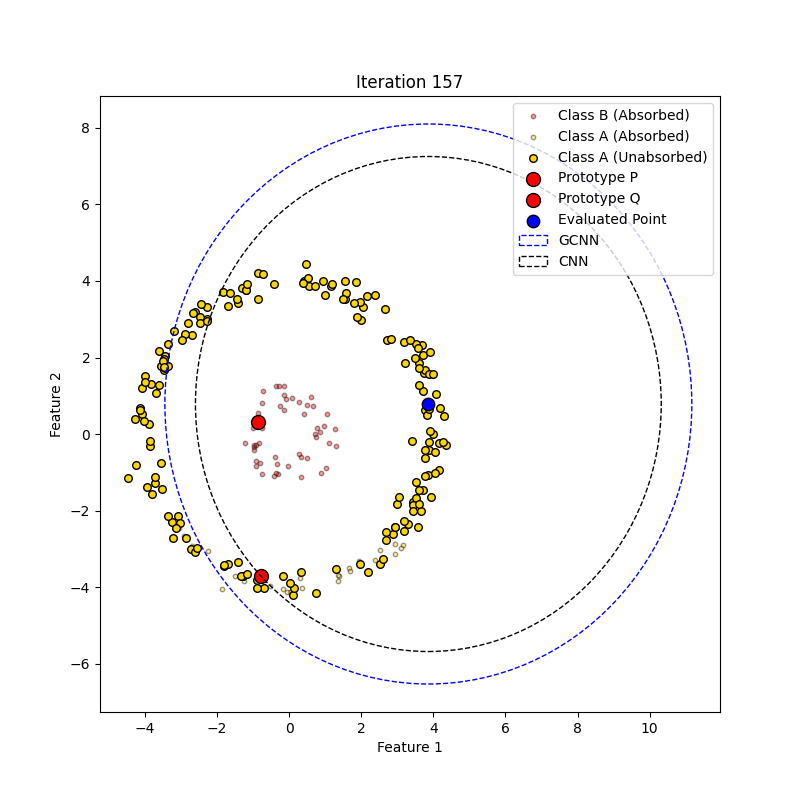 Iteration 157
Class B (Absorbed)
Class A (Absorbed)
Class A (Unabsorbed)
Prototype P
Prototype Q
Evaluated Point
GCNN
CNN
Feature 2
8
6
4
2
0
−2
−4
−6
−4
−2
0
2
4
6
8
10
Feature 1